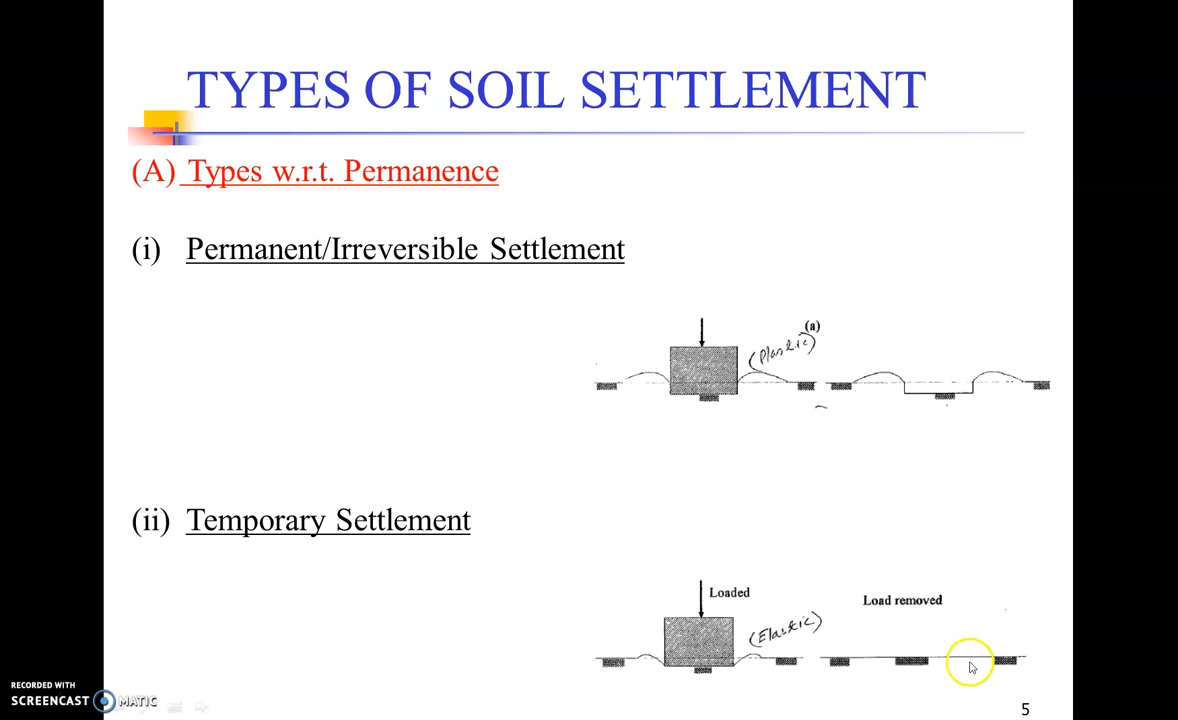 TYPES OF SOIL SETTLEMENT
(A) Types w.r.t. Permanence
(i) Permanent/Irreversible Settlement
(a)
(Plastic)
(ii) Temporary Settlement
Loaded
Load removed
(Elastic)
RECORDED WITH
SCREENCAST MATIC
5